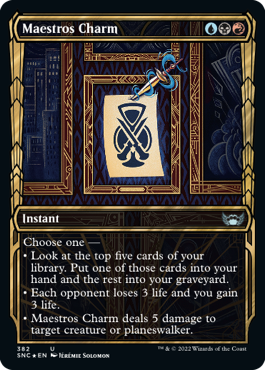 Maestros Charm
Instant
Choose one —
• Look at the top five cards of your
library. Put one of those cards into your
hand and the rest into your graveyard.
• Each opponent loses 3 life and you gain
3 life.
• Maestros Charm deals 5 damage to
target creature or planeswalker.
382 U
SNC ★ EN Jérémie Solomon
™ & © 2022 Wizards of the Coast